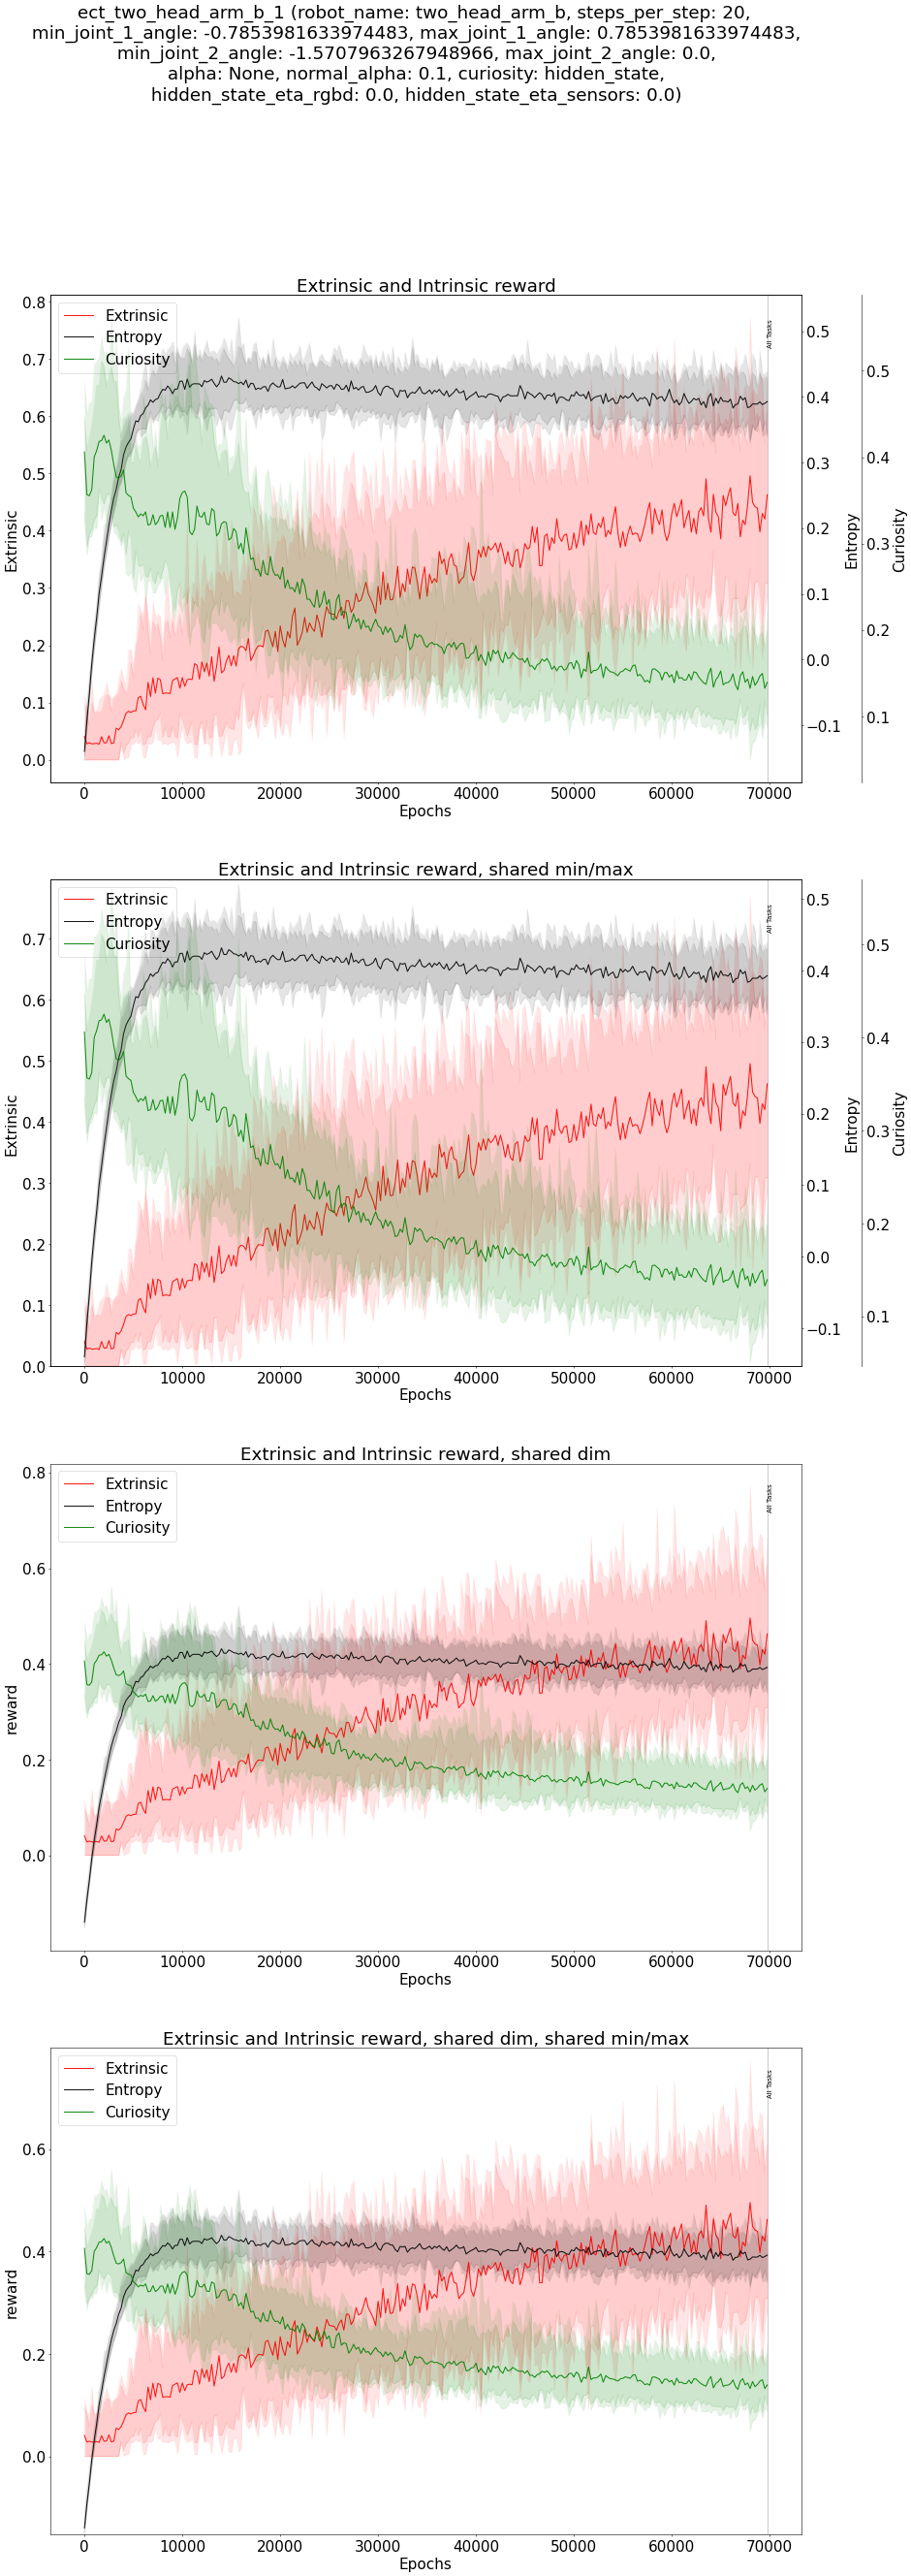 ect_two_head_arm_b_1 (robot_name: two_head_arm_b, steps_per_step: 20,
min_joint_1_angle: -0.7853981633974483, max_joint_1_angle: 0.7853981633974483,
min_joint_2_angle: -1.5707963267948966, max_joint_2_angle: 0.0,
alpha: None, normal_alpha: 0.1, curiosity: hidden_state,
hidden_state_eta_rgbd: 0.0, hidden_state_eta_sensors: 0.0)
Extrinsic and Intrinsic reward
Extrinsic
Entropy
Curiosity
All Tasks
0.8
0.7
0.6
0.5
0.4
0.3
0.2
0.1
0.0
Extrinsic
0.5
0.4
0.3
0.2
0.1
0.0
−0.1
Entropy
0.5
0.4
0.3
0.2
0.1
Curiosity
0 10000 20000 30000 40000 50000 60000 70000
Epochs
Extrinsic and Intrinsic reward, shared min/max
Extrinsic
Entropy
Curiosity
All Tasks
0.7
0.6
0.5
0.4
0.3
0.2
0.1
0.0
Extrinsic
0.5
0.4
0.3
0.2
0.1
0.0
−0.1
Entropy
0.5
0.4
0.3
0.2
0.1
Curiosity
0 10000 20000 30000 40000 50000 60000 70000
Epochs
Extrinsic and Intrinsic reward, shared dim
Extrinsic
Entropy
Curiosity
All Tasks
0.8
0.6
0.4
0.2
0.0
reward
0 10000 20000 30000 40000 50000 60000 70000
Epochs
Extrinsic and Intrinsic reward, shared dim, shared min/max
Extrinsic
Entropy
Curiosity
All Tasks
0.6
0.4
0.2
0.0
reward
0 10000 20000 30000 40000 50000 60000 70000
Epochs